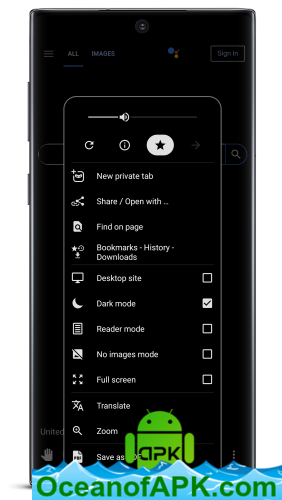 ALL IMAGES Sign in
New private tab
Share / Open with ...
Find on page
Bookmarks - History -
Downloads
Desktop site
Dark mode
Reader mode
No images mode
Full screen
Translate
United
Zoom
APK
Save as
OceanofAPK.com